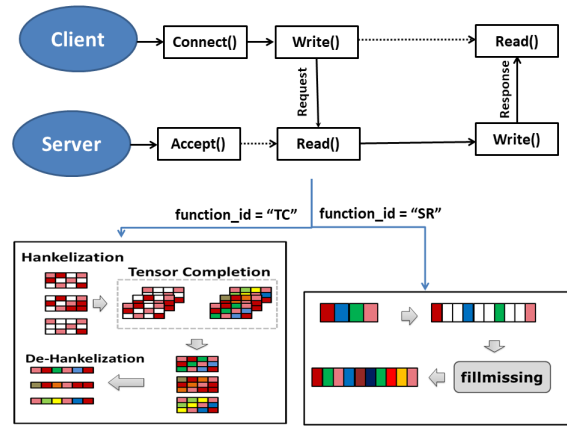 Client
Connect()
Write()
Read()
Request
Response
Server
Accept()
Read()
Write()
function_id = “TC”
function_id = “SR”
Hankelization
Tensor Completion
De-Hankelization
fillmissing